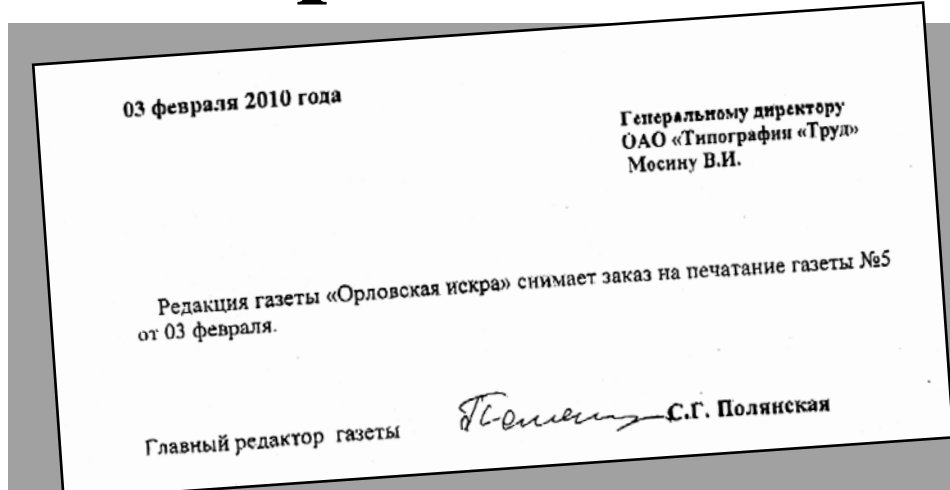 03 февраля 2010 года
Генеральному директору
ОАО «Типография «Труд»
Мосину В.И.
Редакция газеты «Орловская искра» снимает заказ на печатание газеты №5
от 03 февраля.
Главный редактор газеты С.Г. Полянская